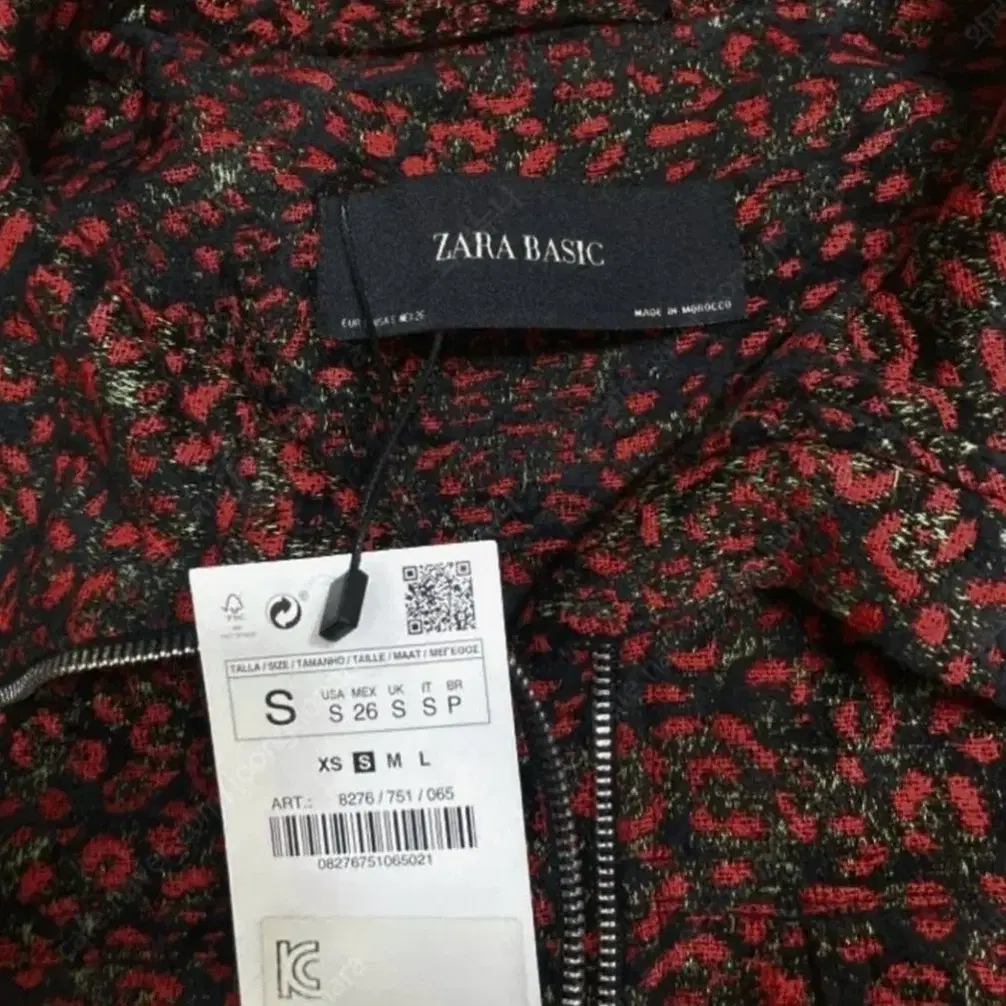 ZARA BASIC
MADE IN MOROCCO
FSC
TALLA / SIZE / TAMANHO / TAILLE / MAAT / ΜΕΓΕΘΟΣ
USA MEX UK IT BR
S S 26 S S P
XS S M L
ART.: 8276 / 751 / 065
08276751065021